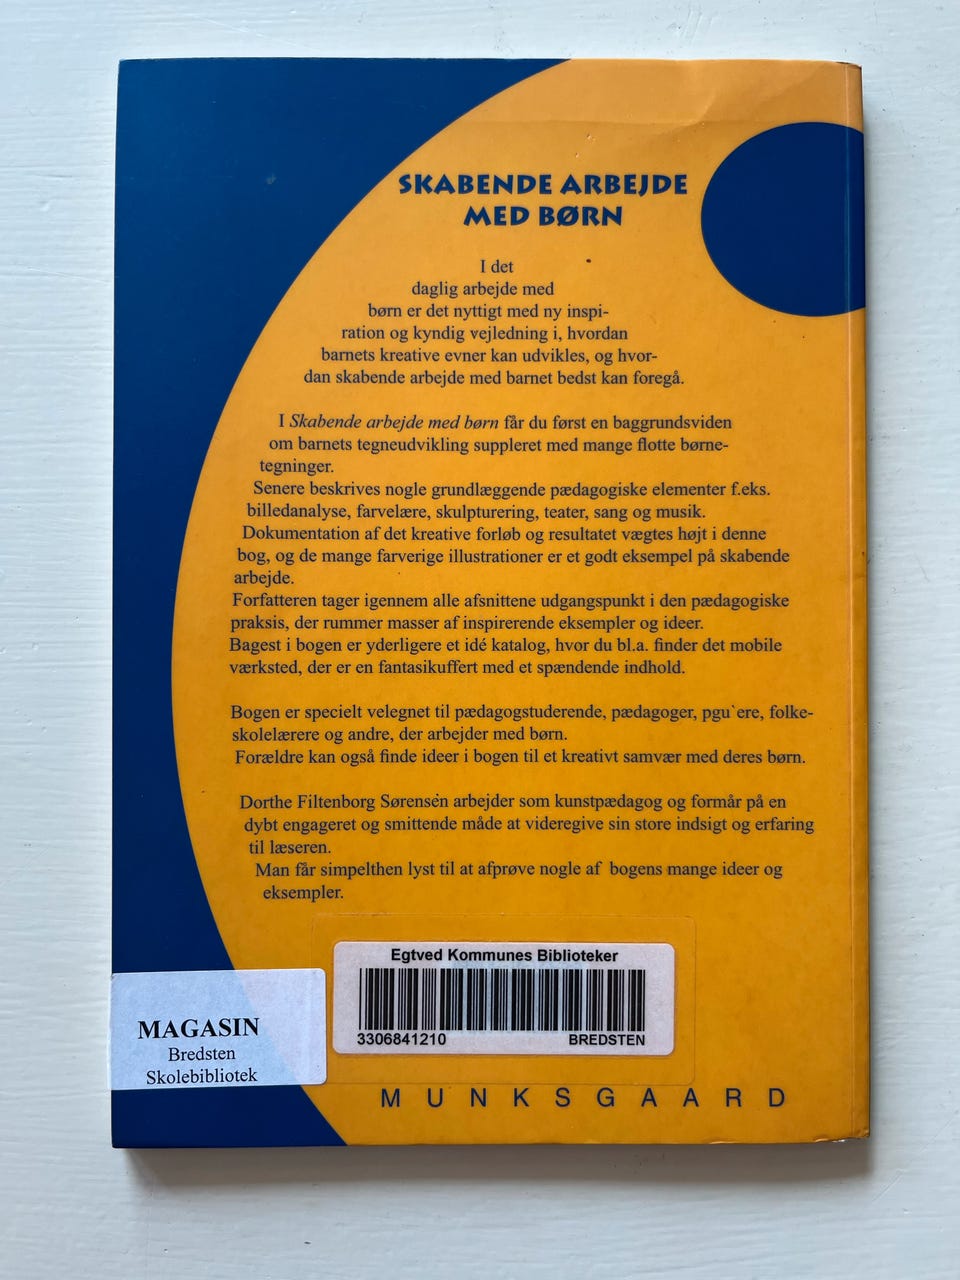 SKABENDE ARBEJDE
MED BØRN
I det
daglig arbejde med
børn er det nyttigt med ny inspi-
ration og kyndig vejledning i, hvordan
barnets kreative evner kan udvikles, og hvor-
dan skabende arbejde med barnet bedst kan foregå.
I Skabende arbejde med børn får du først en baggrundsviden
om barnets tegneudvikling suppleret med mange flotte børne-
tegninger.
Senere beskrives nogle grundlæggende pædagogiske elementer f.eks.
billedanalyse, farvelære, skulpturering, teater, sang og musik.
Dokumentation af det kreative forløb og resultatet vægtes højt i denne
bog, og de mange farverige illustrationer er et godt eksempel på skabende
arbejde.
Forfatteren tager igennem alle afsnittene udgangspunkt i den pædagogiske
praksis, der rummer masser af inspirerende eksempler og ideer.
Bagest i bogen er yderligere et idé katalog, hvor du bl.a. finder det mobile
værksted, der er en fantasikuffert med et spændende indhold.
Bogen er specielt velegnet til pædagogstuderende, pædagoger, pgu`ere, folke-
skolelærere og andre, der arbejder med børn.
Forældre kan også finde ideer i bogen til et kreativt samvær med deres børn.
Dorthe Filtenborg Sørensen arbejder som kunstpædagog og formår på en
dybt engageret og smittende måde at videregive sin store indsigt og erfaring
til læseren.
Man får simpelthen lyst til at afprøve nogle af bogens mange ideer og
eksempler.
Egtved Kommunes Biblioteker
3306841210 BREDSTEN
MAGASIN
Bredsten
Skolebibliotek
MUNKSGAARD